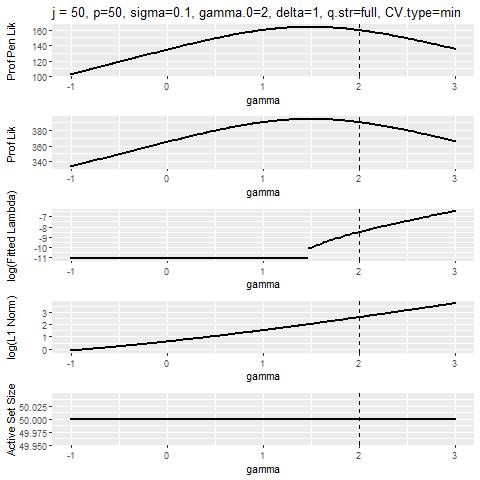 j = 50, p=50, sigma=0.1, gamma.0=2, delta=1, q.str=full, CV.type=min
Prof Pen Lik
160
140
120
100
-1 0 1 2 3
gamma
Prof Lik
380
360
340
-1 0 1 2 3
gamma
log(Fitted Lambda)
-7
-8
-9
-10
-11
-1 0 1 2 3
gamma
log(L1 Norm)
3
2
1
0
-1 0 1 2 3
gamma
Active Set Size
50.025
50.000
49.975
49.950
-1 0 1 2 3
gamma